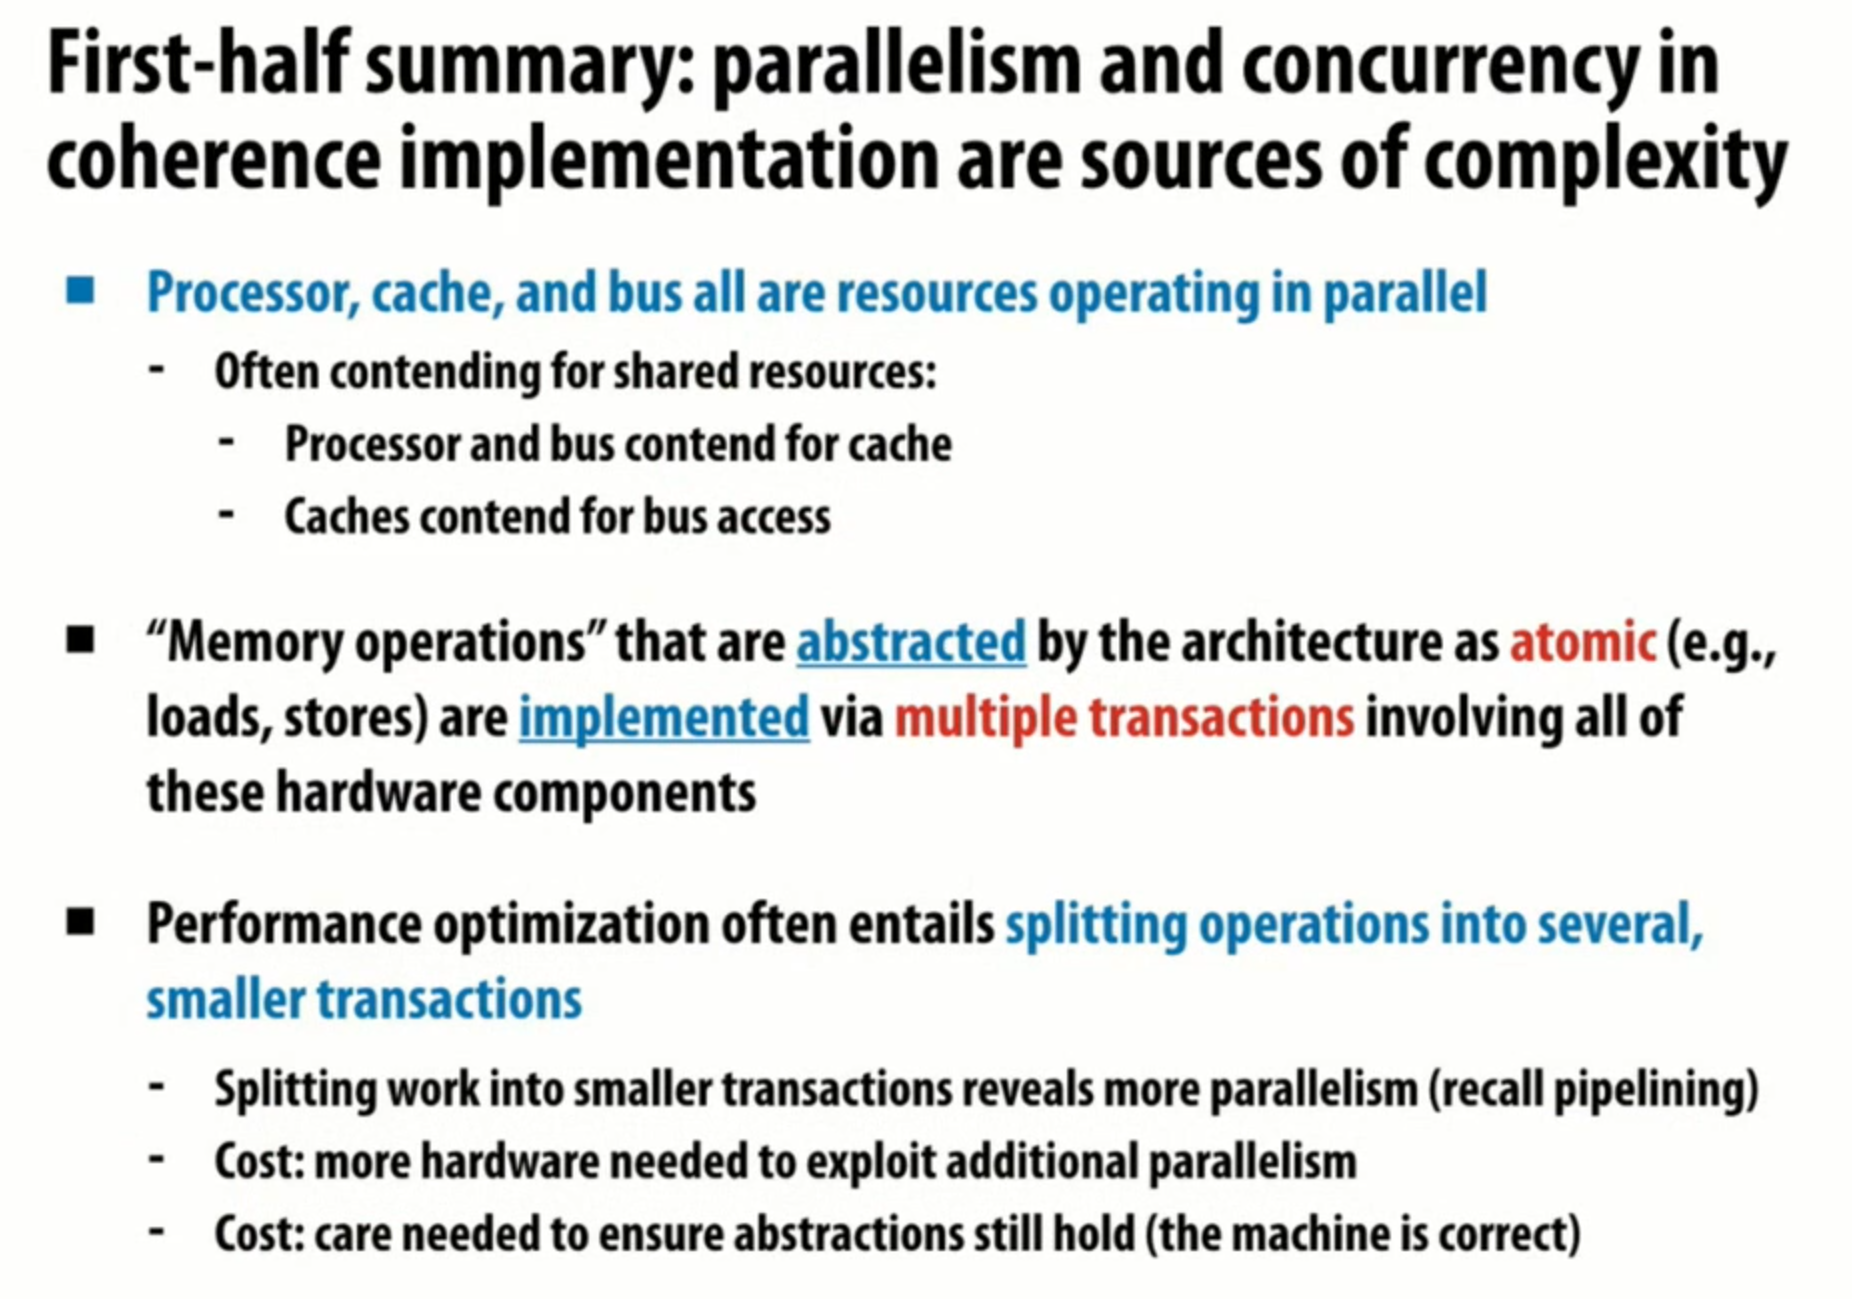 First-half summary: parallelism and concurrency in
coherence implementation are sources of complexity
■ Processor, cache, and bus all are resources operating in parallel
- Often contending for shared resources:
- Processor and bus contend for cache
- Caches contend for bus access
■ “Memory operations” that are abstracted by the architecture as atomic (e.g.,
loads, stores) are implemented via multiple transactions involving all of
these hardware components
■ Performance optimization often entails splitting operations into several,
smaller transactions
- Splitting work into smaller transactions reveals more parallelism (recall pipelining)
- Cost: more hardware needed to exploit additional parallelism
- Cost: care needed to ensure abstractions still hold (the machine is correct)